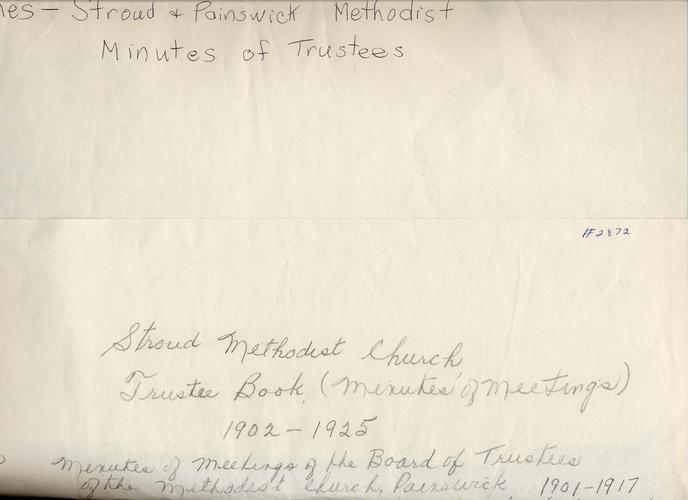 es - Stroud & Painswick Methodist
Minutes of Trustees
#2872
Stroud Methodist Church
Trustee Book (Minutes of Meetings)
1902 - 1925
Minutes of Meetings of the Board of Trustees
of the Methodist Church, Painswick 1901-1917